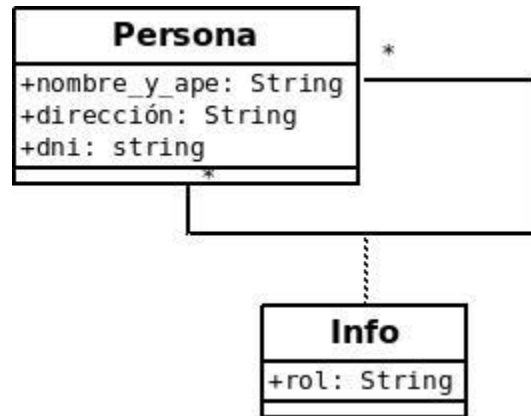 Persona
*
+nombre_y_ape: String
+dirección: String
+dni: string
*
Info
+rol: String